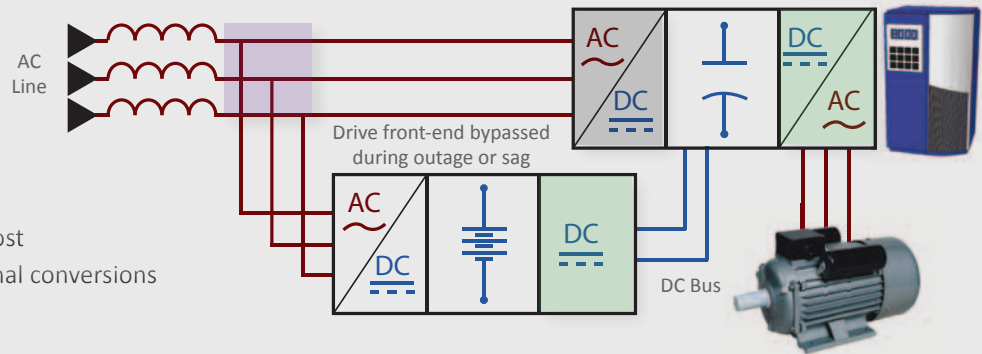 AC
Line
AC
DC
DC
AC
Drive front-end bypassed
during outage or sag
AC
DC
DC
DC Bus
ost
nal conversions